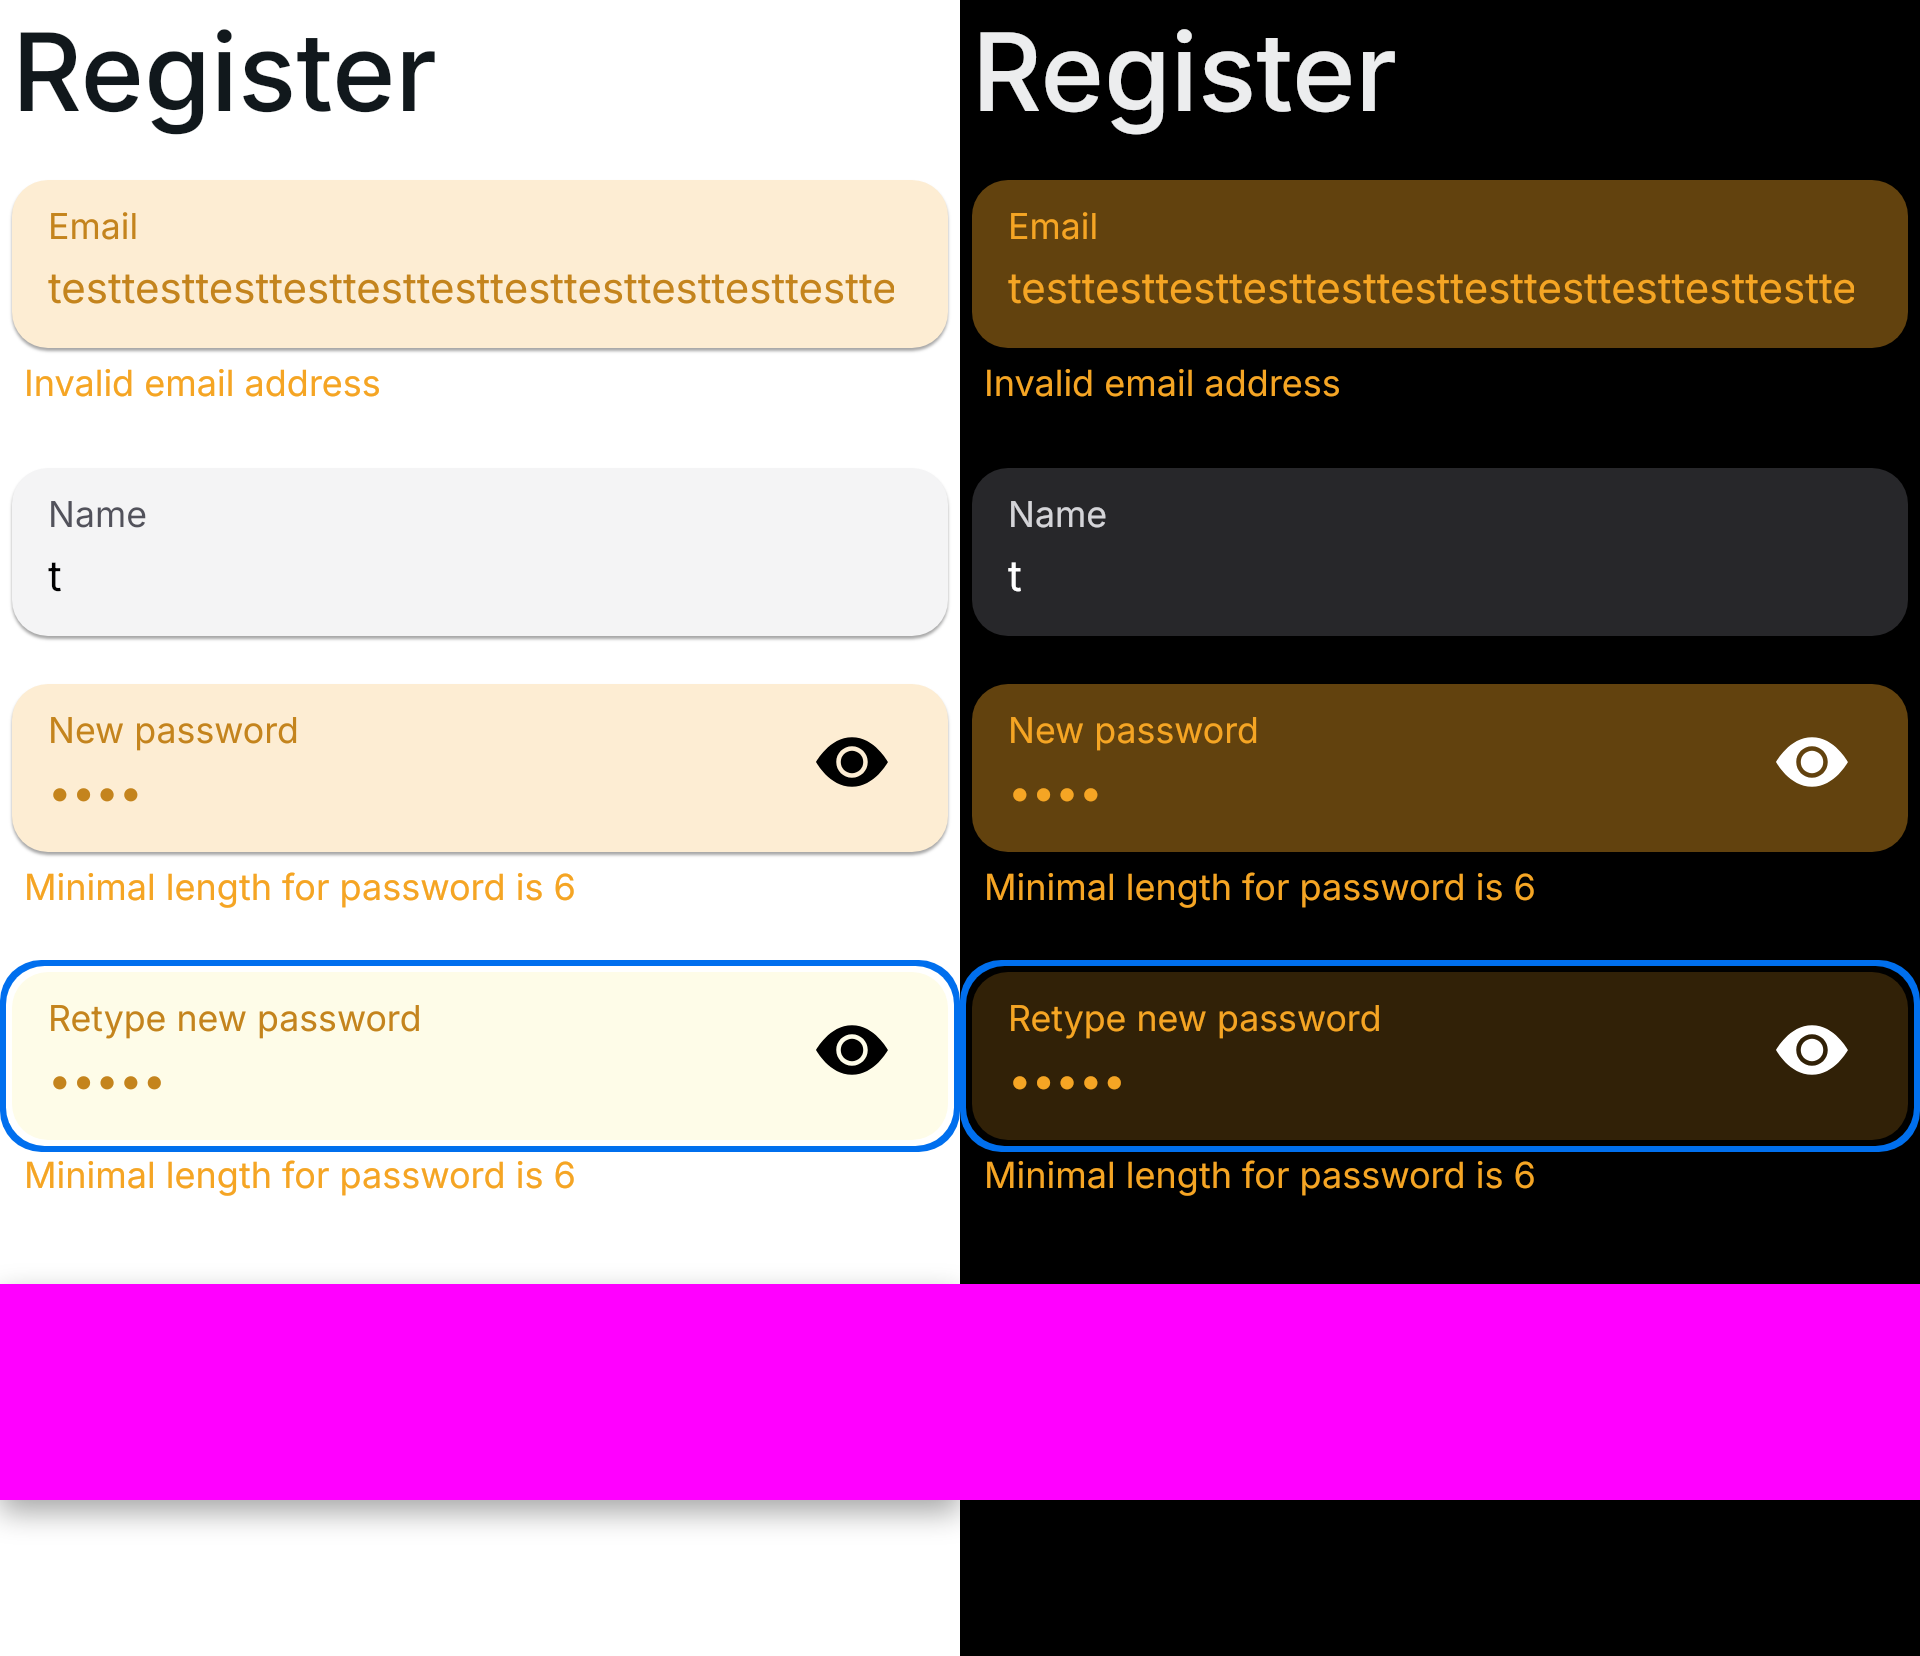 Register
Email
testtesttesttesttesttesttesttesttesttesttestte
Invalid email address
Name
t
New password
••••
Minimal length for password is 6
Retype new password
•••••
Minimal length for password is 6
Register
Email
testtesttesttesttesttesttesttesttesttesttestte
Invalid email address
Name
t
New password
••••
Minimal length for password is 6
Retype new password
•••••
Minimal length for password is 6